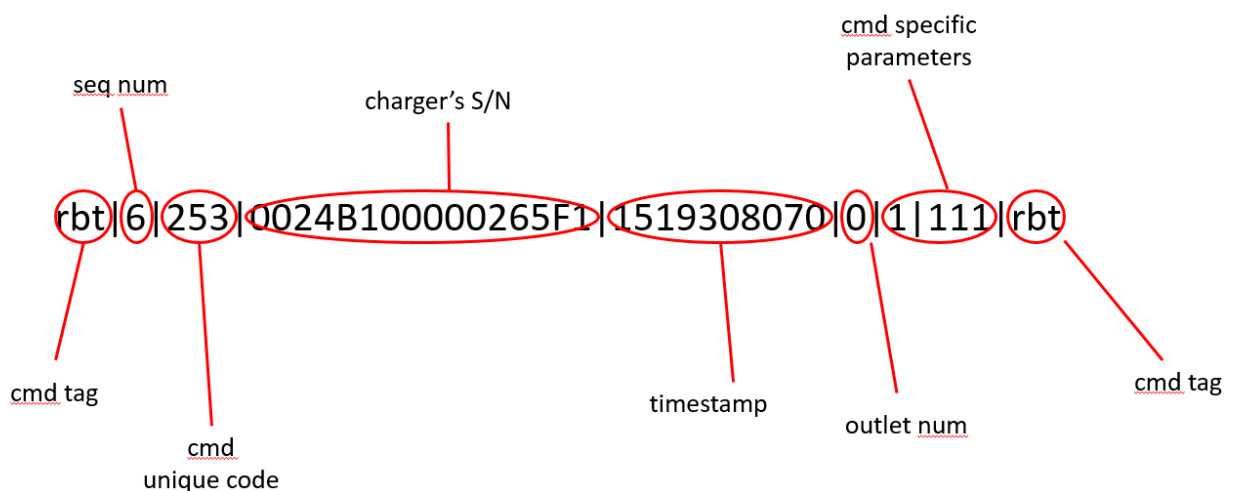 cmd specific
parameters
seq num
charger’s S/N
rbt|6|253|0024B100000265F1|1519308070|0|1|111|rbt
cmd tag
cmd tag
timestamp
outlet num
cmd
unique code